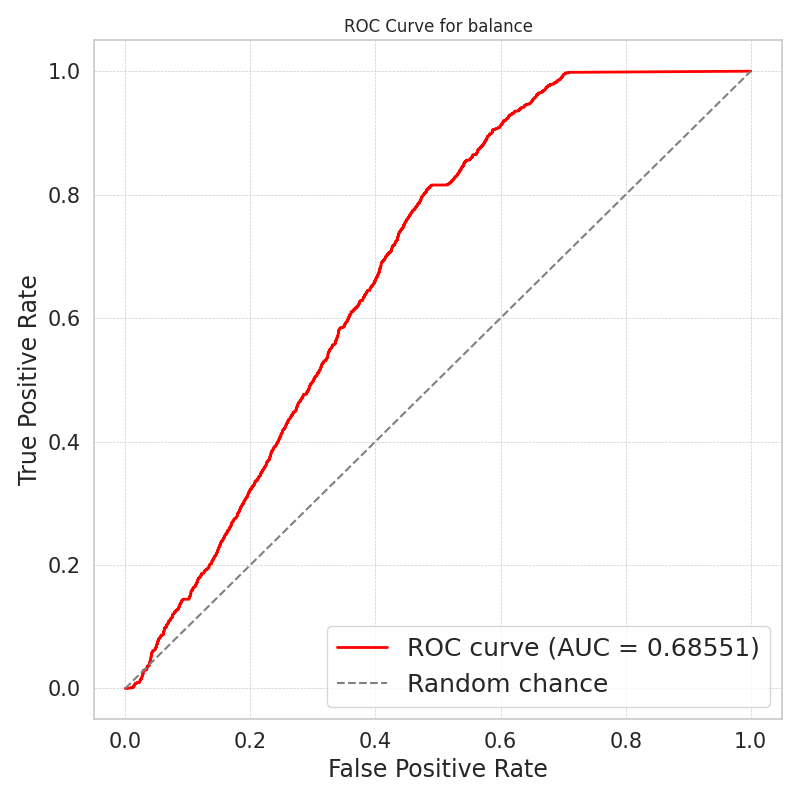 ROC Curve for balance
1.0
0.8
0.6
0.4
0.2
0.0
True Positive Rate
ROC curve (AUC = 0.68551)
Random chance
0.0 0.2 0.4 0.6 0.8 1.0
False Positive Rate